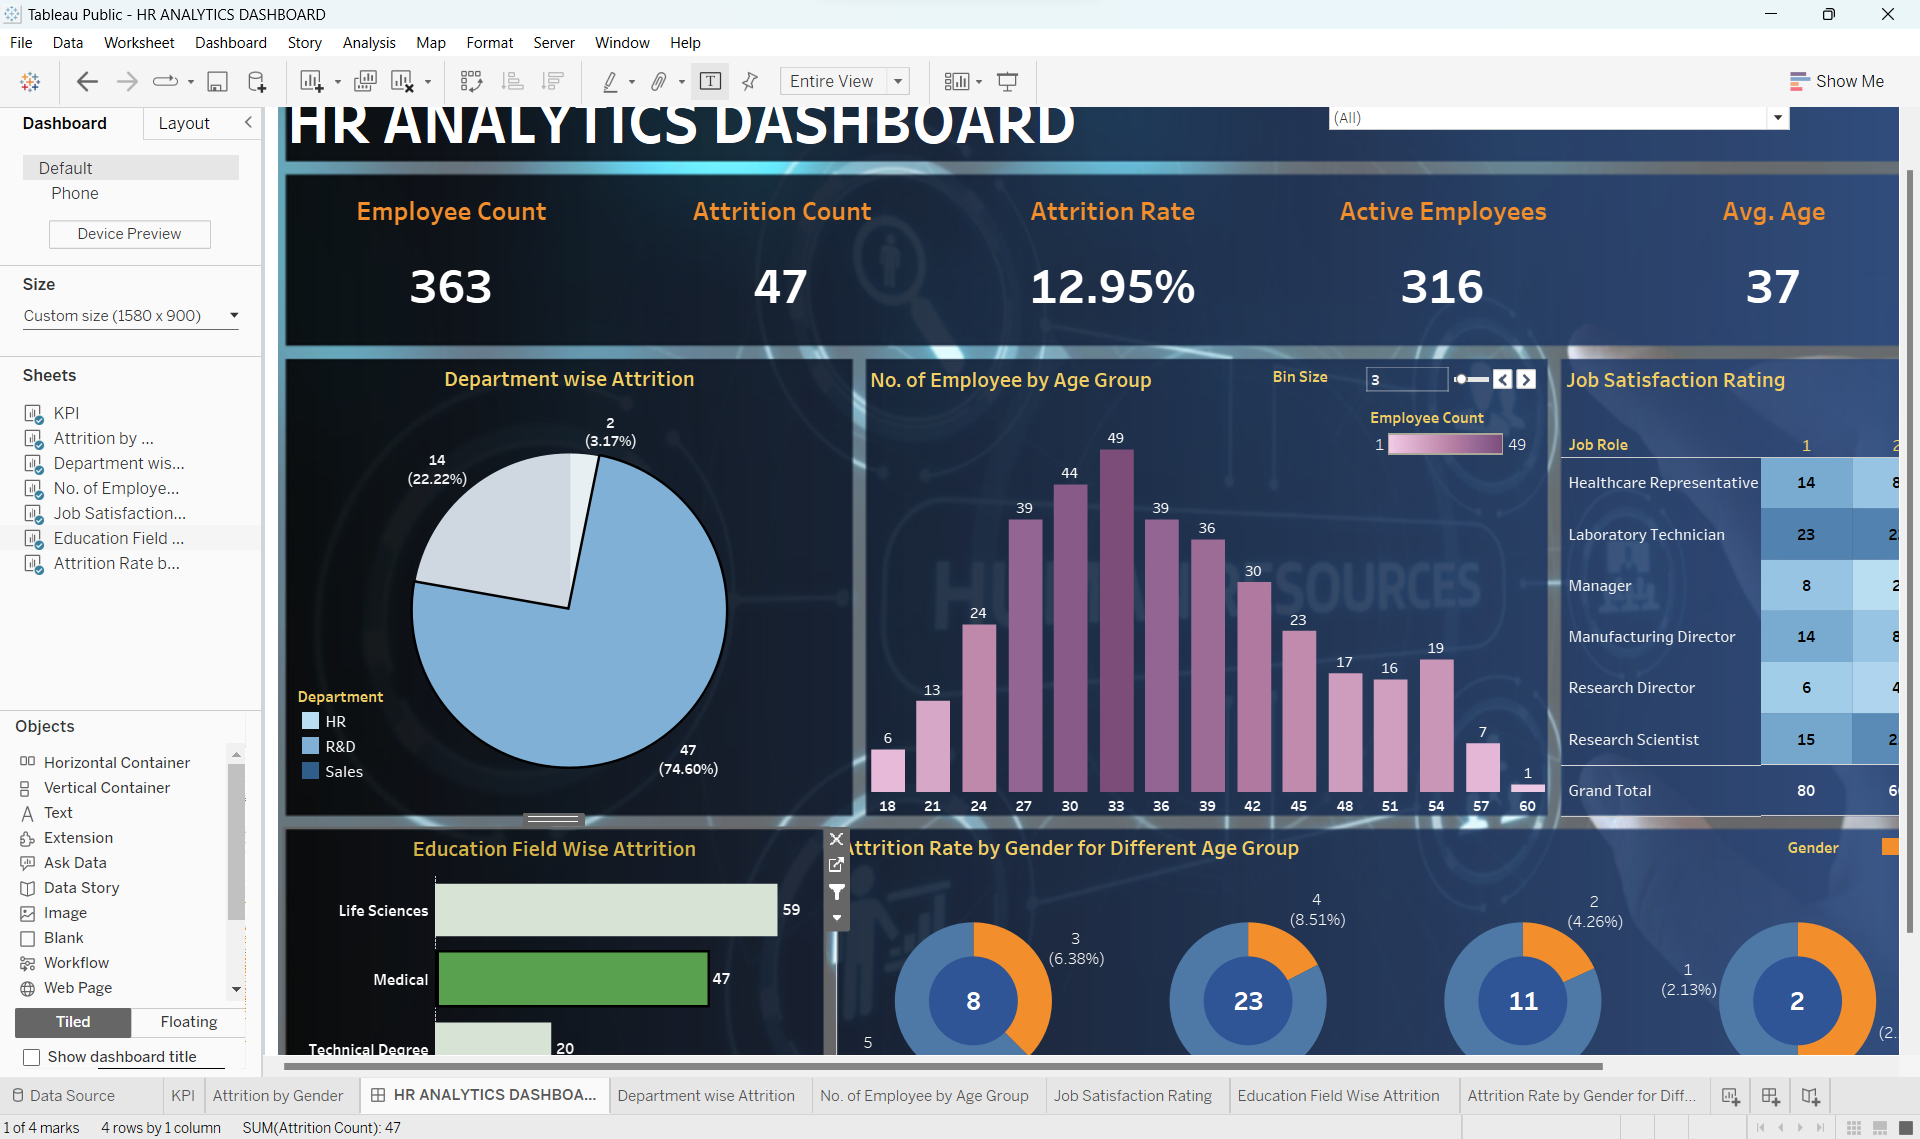 Tableau Public - HR ANALYTICS DASHBOARD
File Data Worksheet Dashboard Story Analysis Map Format Server Window Help
Entire View
Show Me
Dashboard Layout
Default
Phone
Device Preview
Size
Custom size (1580 x 900)
Sheets
KPI
Attrition by ...
Department wis...
No. of Employe...
Job Satisfaction...
Education Field ...
Attrition Rate b...
Objects
Horizontal Container
Vertical Container
Text
Extension
Ask Data
Data Story
Image
Blank
Workflow
Web Page
Tiled Floating
Show dashboard title
HR ANALYTICS DASHBOARD
(All)
Employee Count Attrition Count Attrition Rate Active Employees Avg. Age
363 47 12.95% 316 37
Department wise Attrition
2
(3.17%)
14
(22.22%)
47
(74.60%)
Department
HR
R&D
Sales
No. of Employee by Age Group
Bin Size 3
Employee Count
1 49
6 13 24 39 44 49 39 36 30 23 17 16 19 7 1
18 21 24 27 30 33 36 39 42 45 48 51 54 57 60
Job Satisfaction Rating
Job Role 1 2
Healthcare Representative 14 8
Laboratory Technician 23
Manager 8 2
Manufacturing Director 14 8
Research Director 6 4
Research Scientist 15
Grand Total 80
Education Field Wise Attrition
Life Sciences 59
Medical 47
Technical Degree 20
Attrition Rate by Gender for Different Age Group
Gender
3
(6.38%)
8
5
4
(8.51%)
23
2
(4.26%)
11
1
(2.13%)
2
(2...
Data Source KPI Attrition by Gender HR ANALYTICS DASHBOA... Department wise Attrition No. of Employee by Age Group Job Satisfaction Rating Education Field Wise Attrition Attrition Rate by Gender for Diff...
1 of 4 marks 4 rows by 1 column SUM(Attrition Count): 47